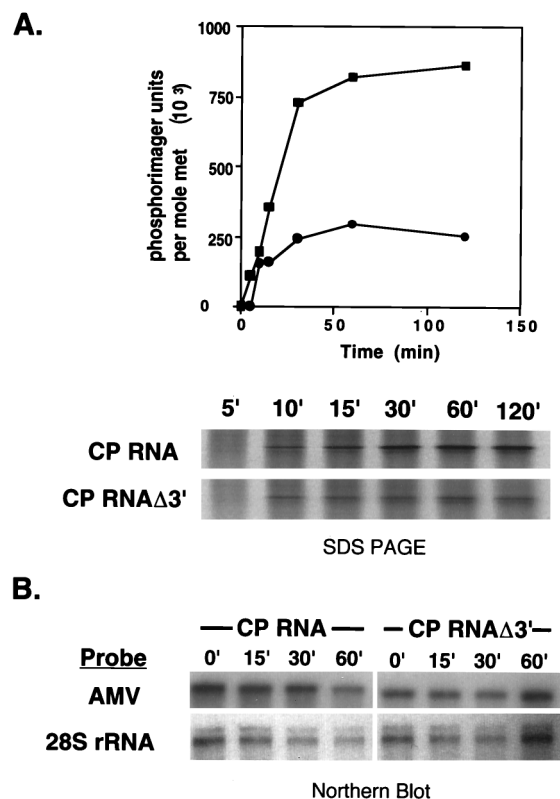 A.
phosphorimager units
per mole met (10 3)
1000
750
500
250
0
0 50 100 150
Time (min)
5' 10' 15' 30' 60' 120'
CP RNA
CP RNAΔ3'
SDS PAGE
B.
CP RNA CP RNAΔ3'
Probe 0' 15' 30' 60' 0' 15' 30' 60'
AMV
28S rRNA
Northern Blot